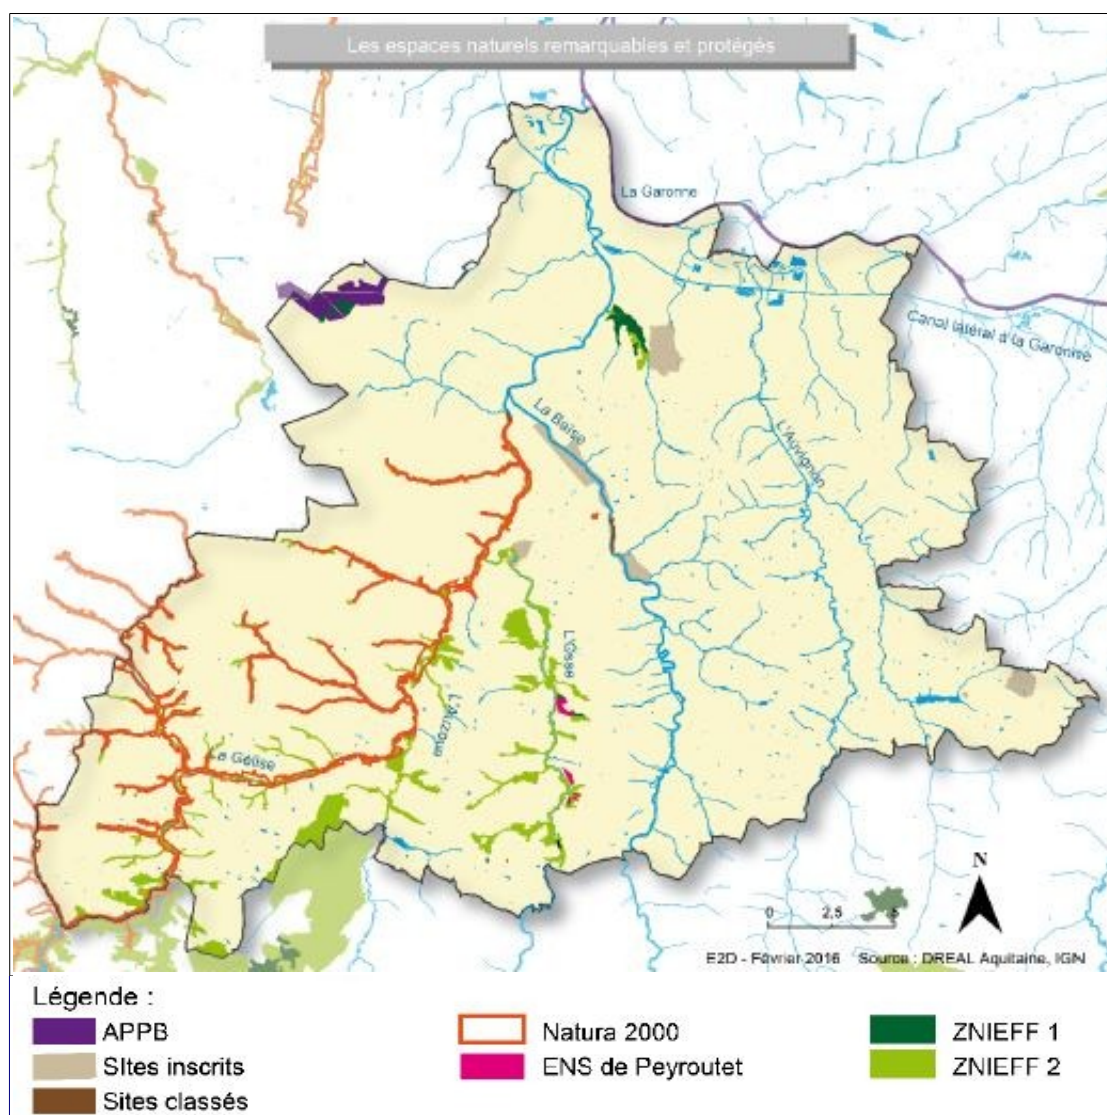 Les espaces naturels remarquables et protégés
La Garonne
Canal latéral à la Garonne
La Baïse
L'Auvignon
L'Osse
L'Auzoue
La Gélise
N
0 2,5 5
E2D - Février 2016 Source : DREAL Aquitaine, IGN
Légende :
APPB
SItes inscrits
Sites classés
Natura 2000
ENS de Peyroutet
ZNIEFF 1
ZNIEFF 2